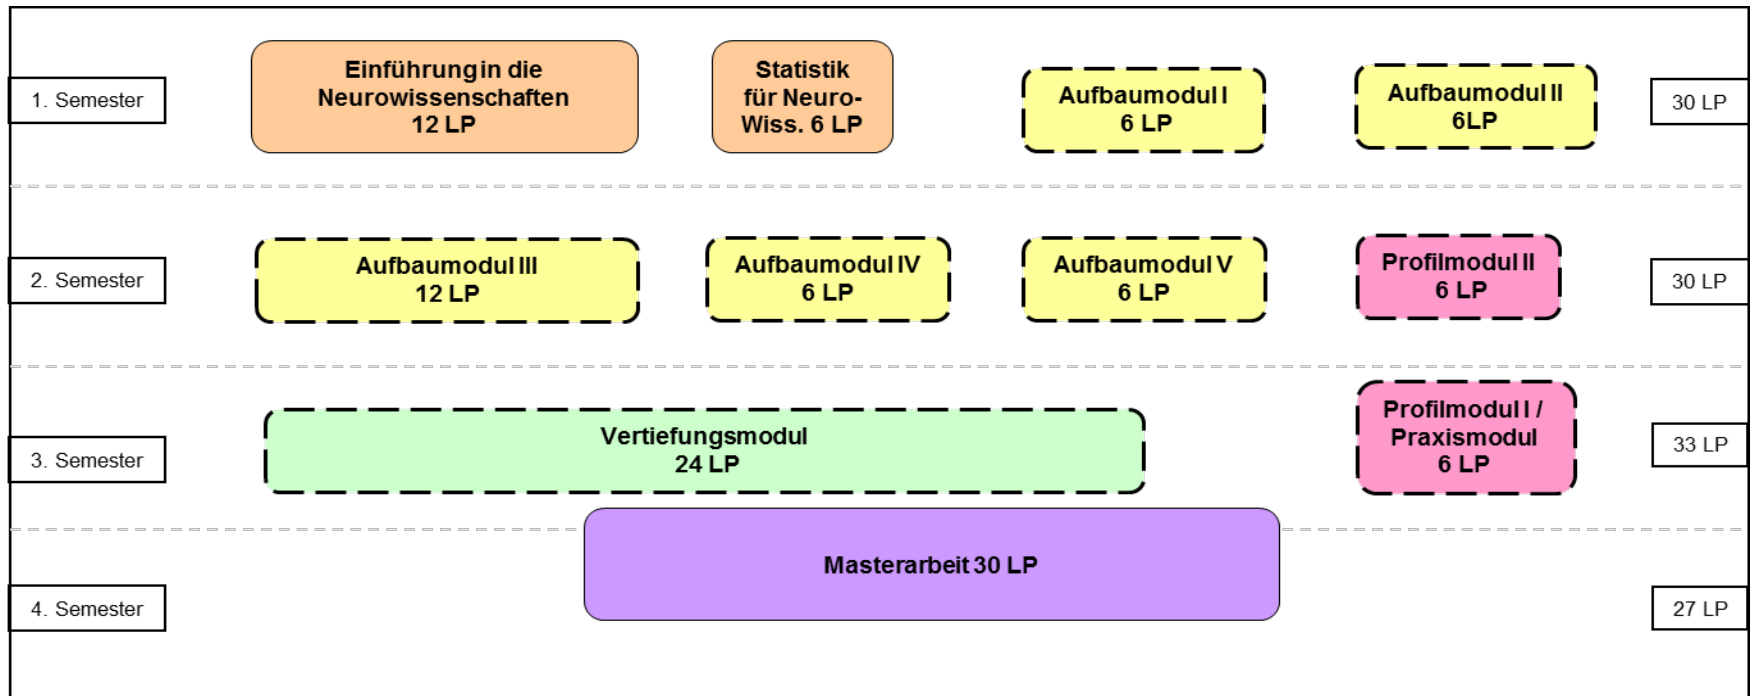 1. Semester
Einführung in die
Neurowissenschaften
12 LP
Statistik
für Neuro-
Wiss. 6 LP
Aufbaumodul I
6 LP
Aufbaumodul II
6LP
30 LP
2. Semester
Aufbaumodul III
12 LP
Aufbaumodul IV
6 LP
Aufbaumodul V
6 LP
Profilmodul II
6 LP
30 LP
3. Semester
Vertiefungsmodul
24 LP
Profilmodul I /
Praxismodul
6 LP
33 LP
Masterarbeit 30 LP
4. Semester
27 LP